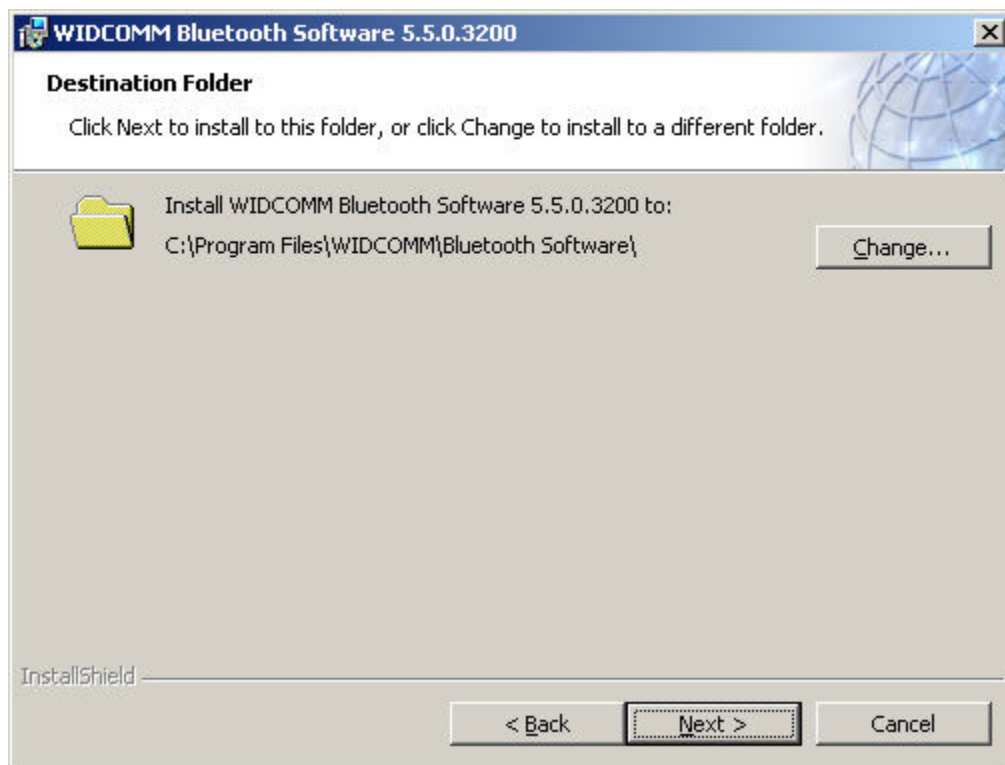 WIDCOMM Bluetooth Software 5.5.0.3200
Destination Folder
Click Next to install to this folder, or click Change to install to a different folder.
Install WIDCOMM Bluetooth Software 5.5.0.3200 to:
C:\Program Files\WIDCOMM\Bluetooth Software\
Change...
InstallShield
< Back
Next >
Cancel